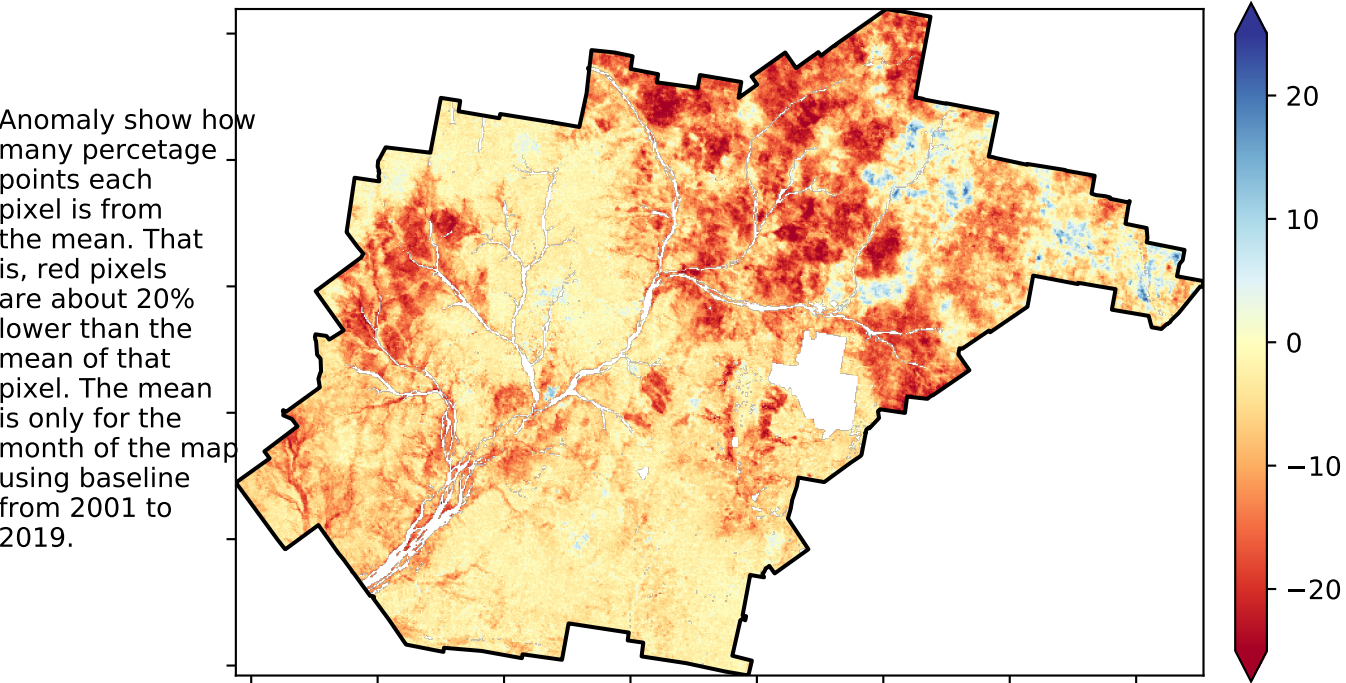 Anomaly show how
many percetage
points each
pixel is from
the mean. That
is, red pixels
are about 20%
lower than the
mean of that
pixel. The mean
is only for the
month of the map
using baseline
from 2001 to
2019.
20
10
0
−10
−20